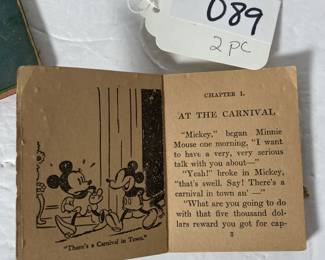 089
2 PC
"There's a Carnival in Town."
CHAPTER I.
AT THE CARNIVAL
"Mickey," began Minnie
Mouse one morning, "I want
to have a very, very serious
talk with you about—"
"Yeah!" broke in Mickey,
"that's swell. Say! There's a
carnival in town an' —"
"What are you going to do
with that five thousand dol-
lars reward you got for cap-
3